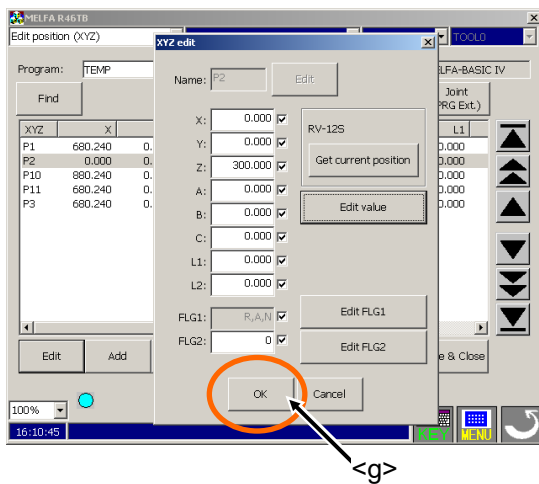 MELFA R46TB
Edit position (XYZ)
TOOL0
XYZ edit
Program: TEMP
ELFA-BASIC IV
Name: P2 Edit
Find
Joint
PRG Ext.)
X: 0.000
RV-12S
Y: 0.000
Get current position
Z: 300.000
A: 0.000
Edit value
B: 0.000
C: 0.000
L1: 0.000
L2: 0.000
FLG1: R,A,N Edit FLG1
FLG2: 0 Edit FLG2
OK Cancel
XYZ X L1
P1 680.240 0. 0.000
P2 0.000 0. 0.000
P10 880.240 0. 0.000
P11 680.240 0. 0.000
P3 680.240 0. 0.000
Edit Add e & Close
100%
16:10:45
KEY MENU
<g>